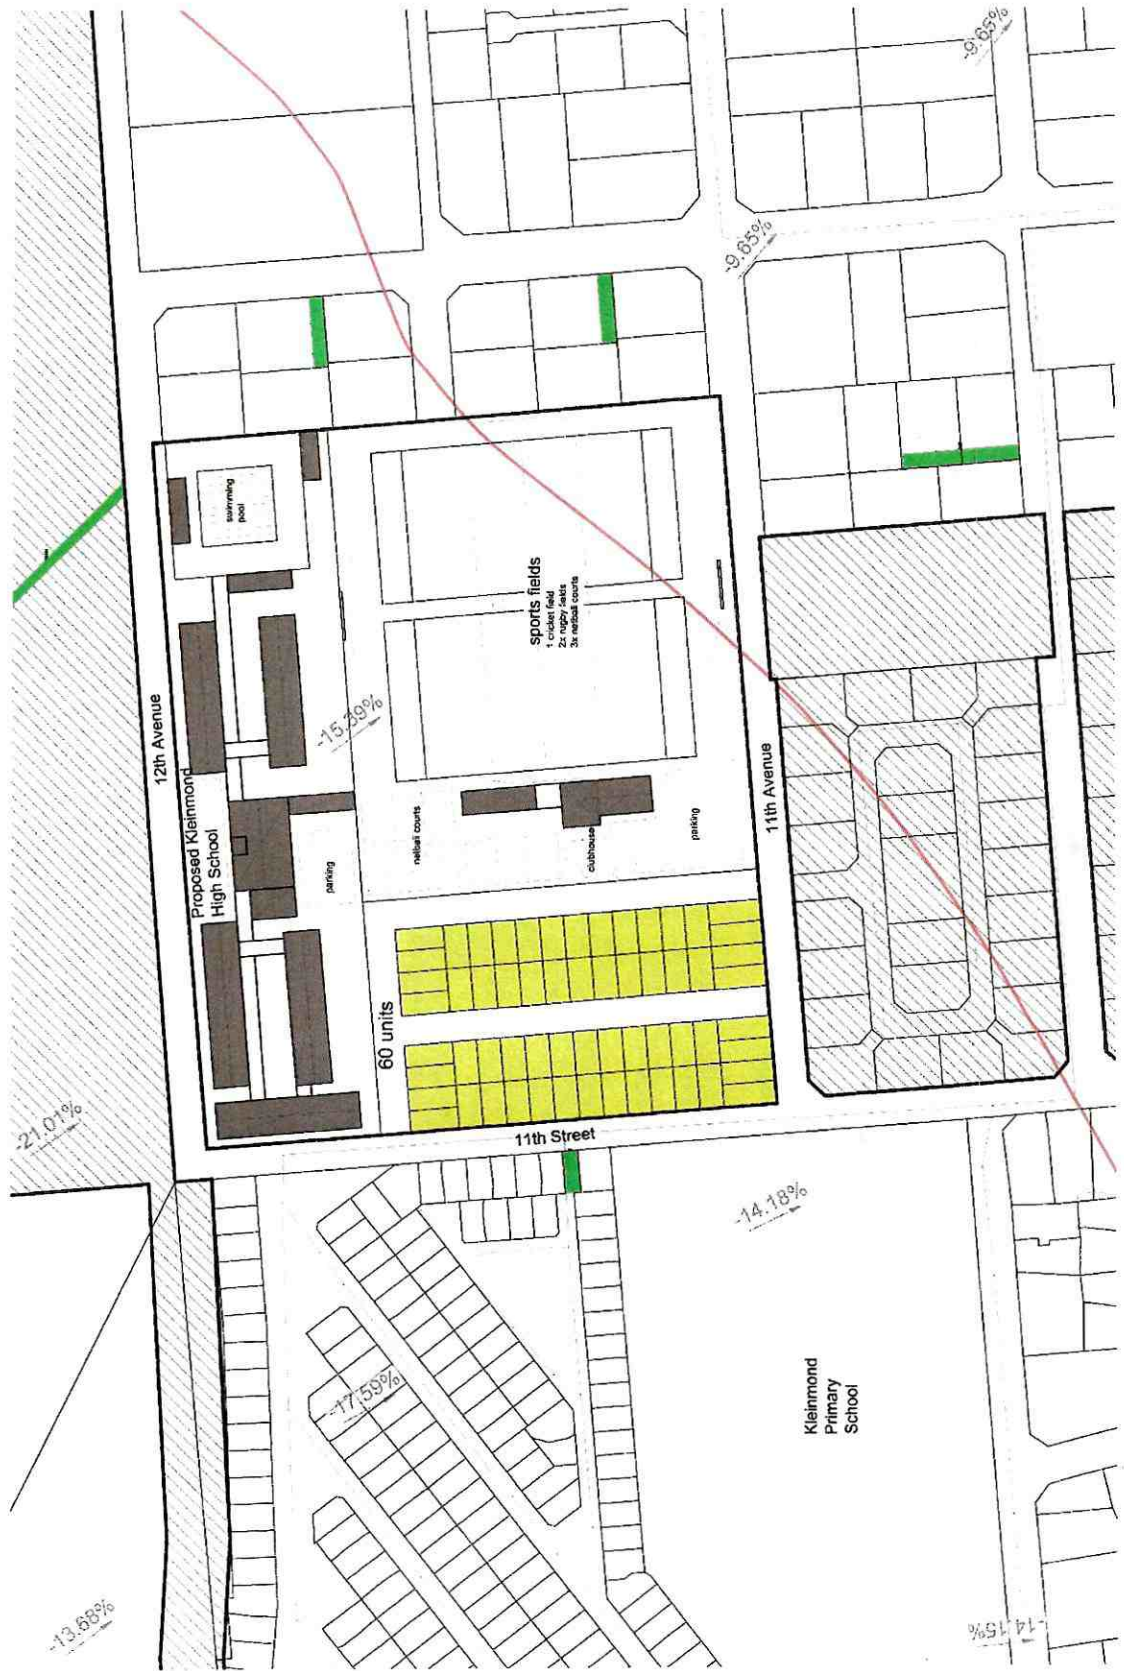 -9.65%
-9.65%
swimming
pool
sports fields
1 cricket field
2x rugby fields
3x netball courts
12th Avenue
-15.39%
Proposed Kleinmond
High School
netball courts
11th Avenue
parking
clubhouse
parking
60 units
-21.01%
11th Street
-14.18%
-17.59%
Kleinmond
Primary
School
-13.68%
-14.15%